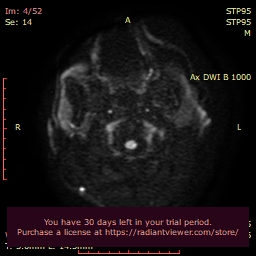 Im: 4/52
Se: 14
STP95
STP95
M
A
Ax DWI B 1000
R
L
You have 30 days left in your trial period.
Purchase a license at https://radiantviewer.com/store/